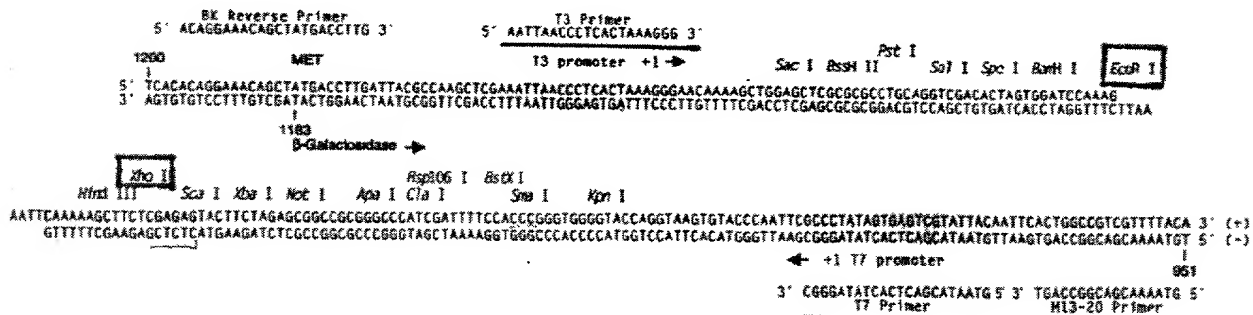 BK Reverse Primer
5' ACAGGAAACAGCTATGACCTTG 3'
T3 Primer
5' AATTAACCCTCACTAAAGGG 3'
1200
MET
T3 promoter +1
Sac I BssH II Pst I Sal I Spc I BamH I EcoR I
5' TCACACAGGAAACAGCTATGACCTTGATTACGCCAAGCTCGAAATTAACCCTCACTAAAGGGAACAAAAGCTGGAGCTCGCGCGCCTGCAGGTCGACACTAGTGGATCCAAAG
3' AGTGTGTCCTTTGTCGATACTGGAACTAATGCGGTTCGACCTTTAATTGGGAGTGATTTCCCTTGTTTTCGACCTCGAGCGCGCGGACGTCCAGCTGTGATCACCTAGGTTTCTTAA
1183
β-Galactosidase
Hind III Xho I Sca I Xba I Not I Apa I Cla I Rsp106 I BstX I Sma I Kpn I
AATTCAAAAAGCTTCTCGAGAGTACTTCTAGAGCGGCCGCGGGCCCATCGATTTTCCACCCGGGTGGGGTACCAGGTAAGTGTACCCAATTCGCCCTATAGTGAGTCGTATTACAATTCACTGGCCGTCGTTTTACA 3' (+)
GTTTTTCGAAGAGCTCTCATGAAGATCTCGCCGGCGCCCGGGTAGCTAAAAGGTGGGCCCACCCCATGGTCCATTCACATGGGTTAAGCGGGATATCACTCAGCATAATGTTAAGTGACCGGCAGCAAAATGT 5' (-)
+1 T7 promoter
951
3' CGGGATATCACTCAGCATAATG 5' 3' TGACCGGCAGCAAAATG 5'
T7 Primer M13-20 Primer